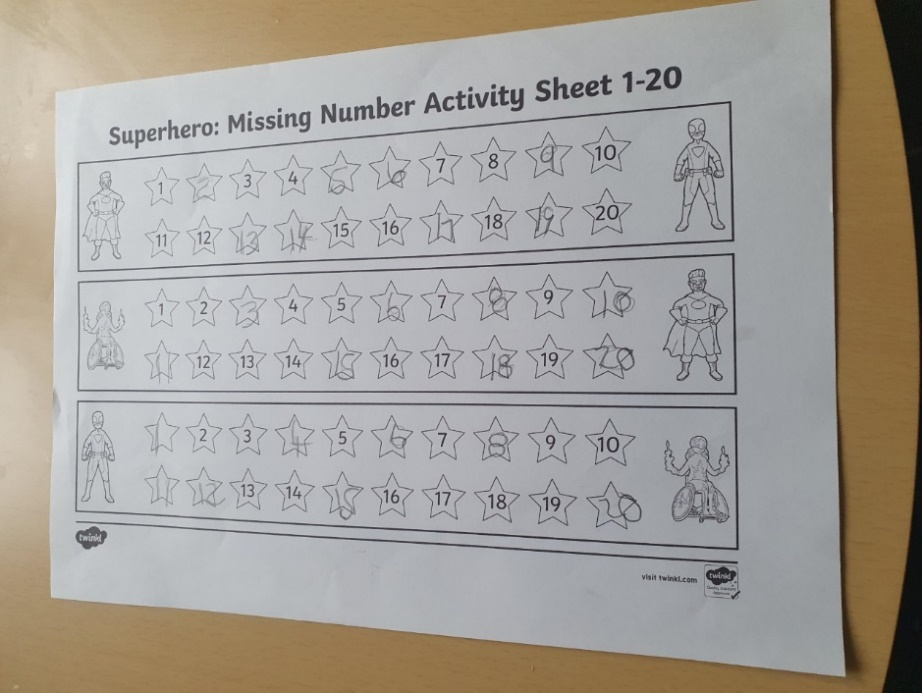 Superhero: Missing Number Activity Sheet 1-20
1 2 3 4 5 6 7 8 9 10
11 12 13 14 15 16 17 18 19 20
1 2 3 4 5 6 7 8 9 10
11 12 13 14 15 16 17 18 19 20
1 2 3 4 5 6 7 8 9 10
11 12 13 14 15 16 17 18 19 20
twinkl
visit twinkl.com
twinkl
Quality Standard
Approved